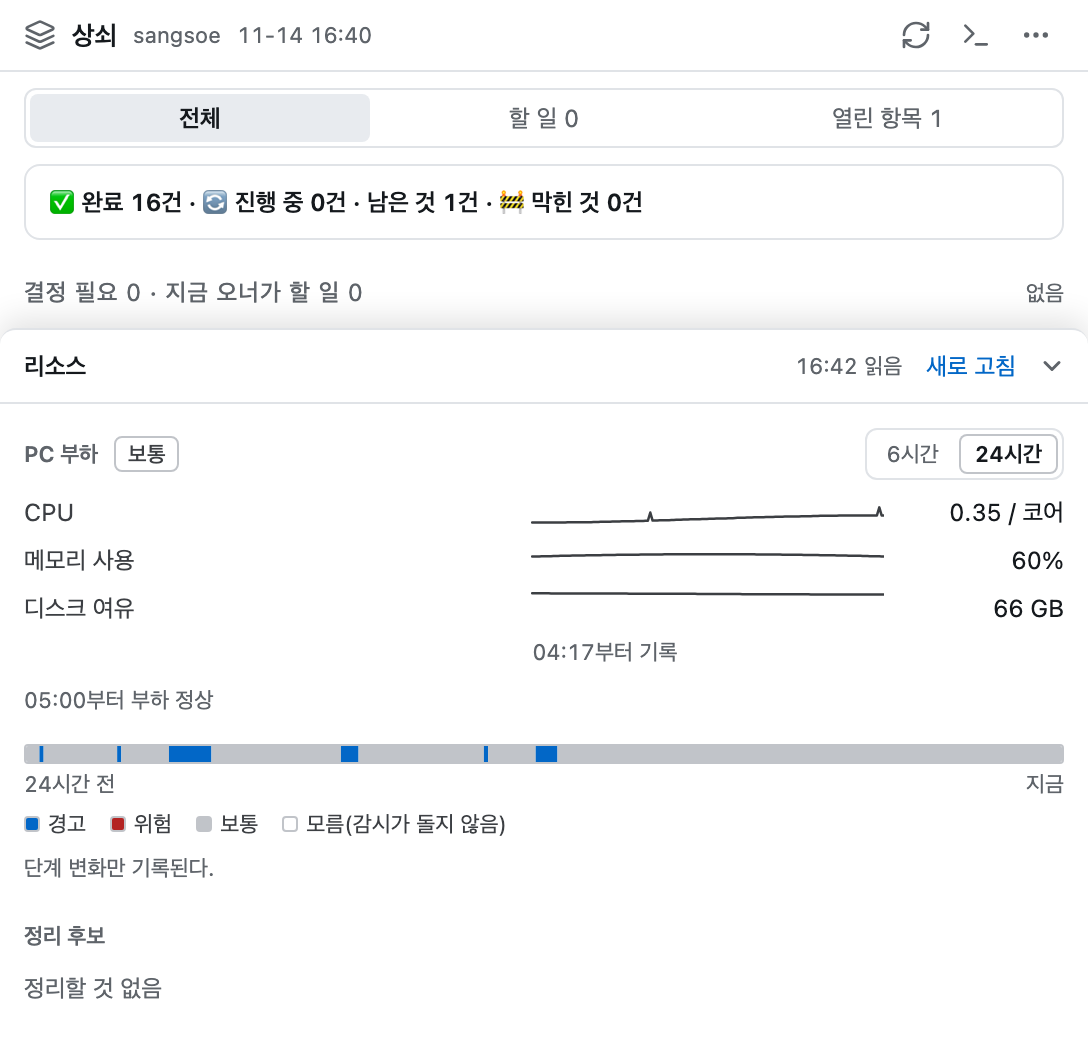 상쇠 sangsoe 11-14 16:40
전체 할 일 0 열린 항목 1
✅ 완료 16건 · 🔄 진행 중 0건 · 남은 것 1건 · 🚧 막힌 것 0건
결정 필요 0 · 지금 오너가 할 일 0 없음
리소스 16:42 읽음 새로 고침
PC 부하 보통 6시간 24시간
CPU 0.35 / 코어
메모리 사용 60%
디스크 여유 66 GB
04:17부터 기록
05:00부터 부하 정상
24시간 전 지금
경고 위험 보통 모름(감시가 돌지 않음)
단계 변화만 기록된다.
정리 후보
정리할 것 없음